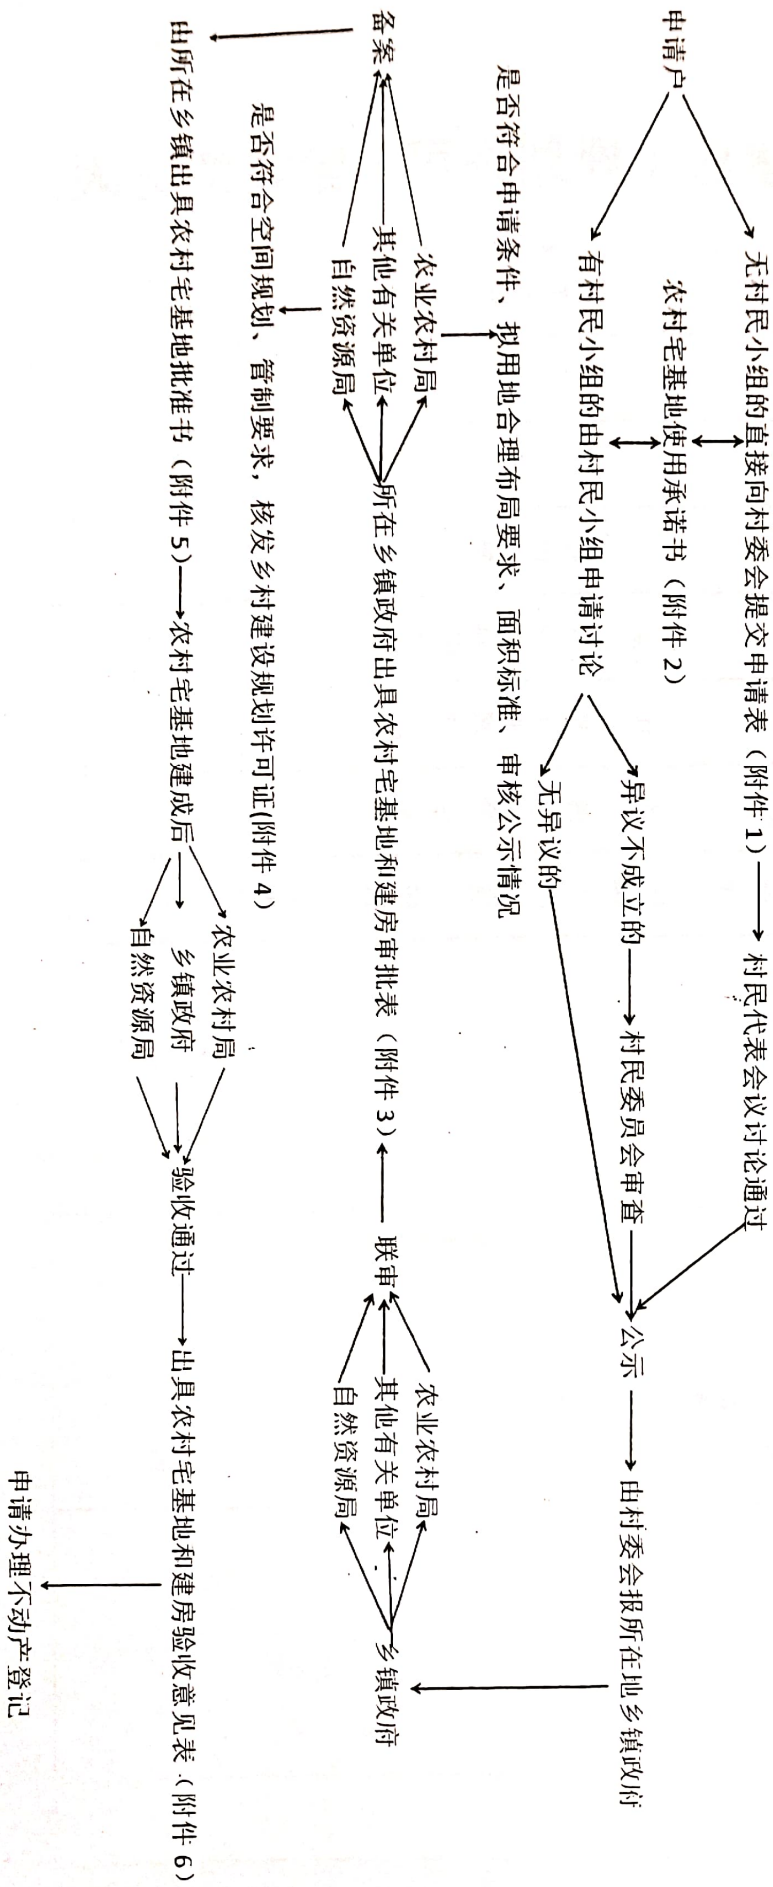 申请户
无村民小组的直接向村委会提交申请表（附件1）
村民代表会议讨论通过
农村宅基地使用承诺书（附件2）
有村民小组的由村民小组申请讨论
异议不成立的
村民委员会审查
无异议的
公示
由村委会报所在地乡镇政府
乡镇政府
农业农村局
其他有关单位
自然资源局
联审
所在乡镇政府出具农村宅基地和建房审批表（附件3）
农业农村局
其他有关单位
自然资源局
是否符合申请条件、拟用地合理布局要求、面积标准、审核公示情况
是否符合空间规划、管制要求，核发乡村建设规划许可证(附件4）
备案
由所在乡镇出具农村宅基地批准书（附件5）
农村宅基地建成后
农业农村局
乡镇政府
自然资源局
验收通过
出具农村宅基地和建房验收意见表（附件6）
申请办理不动产登记